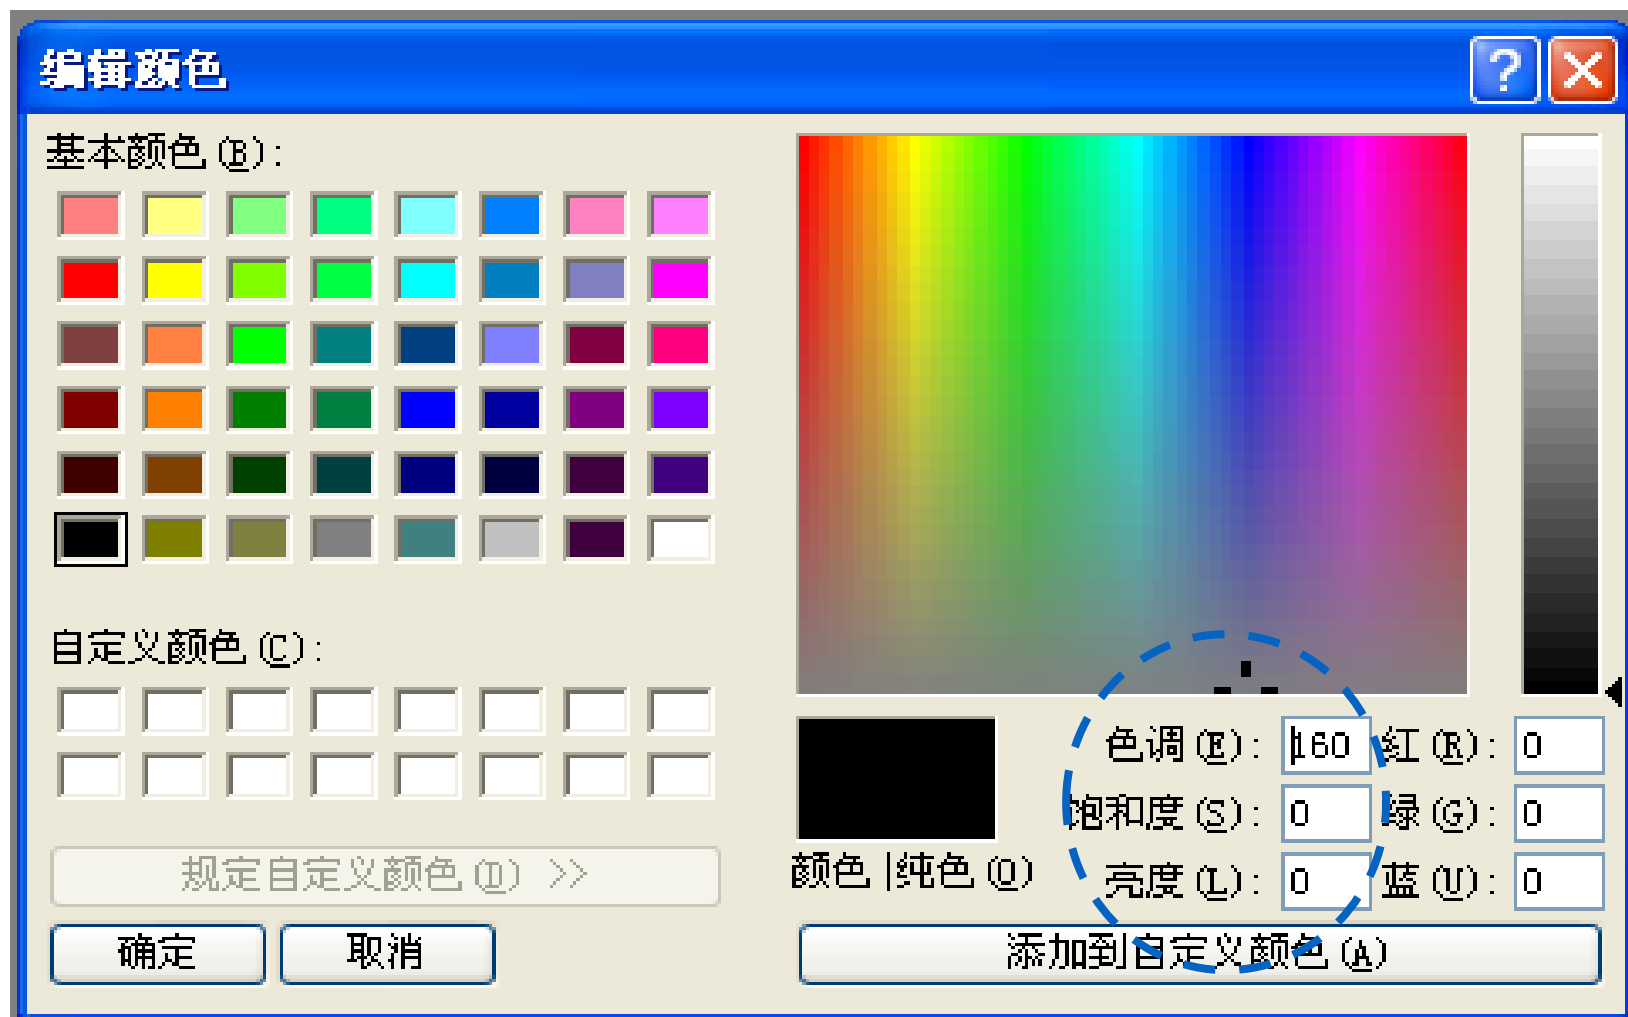 编辑颜色
基本颜色(B):
自定义颜色(C):
规定自定义颜色(D) >>
确定 取消
色调(E): 160 红(R): 0
饱和度(S): 0 绿(G): 0
颜色|纯色(O) 亮度(L): 0 蓝(U): 0
添加到自定义颜色(A)